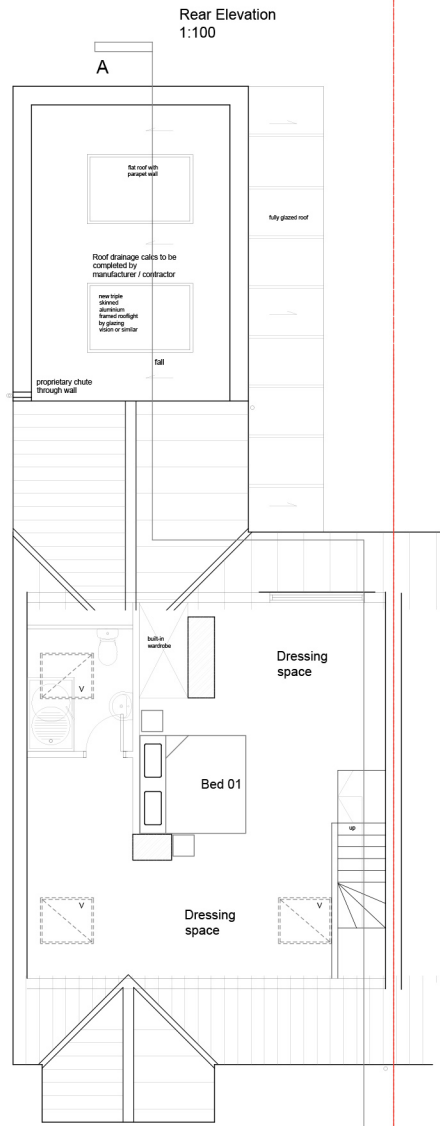 Rear Elevation
1:100
A
flat roof with
parapet wall
fully glazed roof
Roof drainage calcs to be
completed by
manufacturer / contractor
new triple
skinned
aluminium
framed rooflight
by glazing
vision or similar
fall
proprietary chute
through wall
built-in
wardrobe
Dressing
space
V
Bed 01
up
V
V
Dressing
space